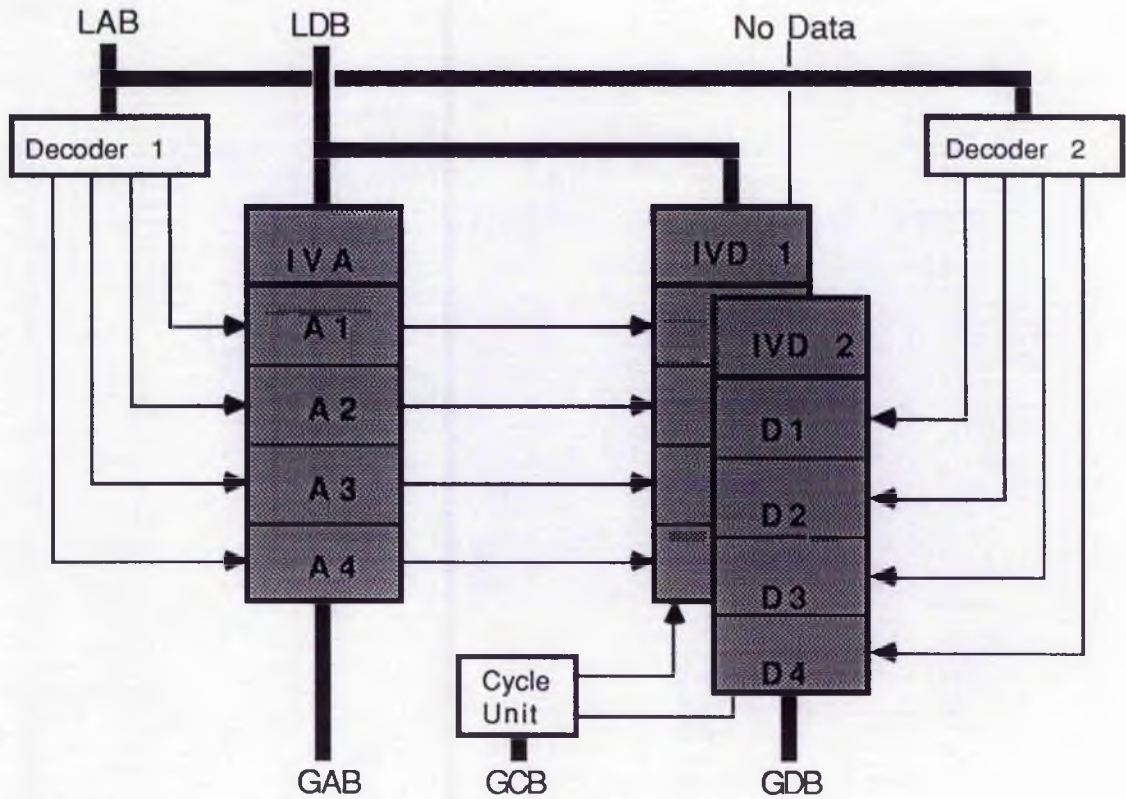 LAB
LDB
No Data
Decoder 1
Decoder 2
IVA
IVD 1
A1
IVD 2
A2
D1
A3
D2
A4
D3
D4
Cycle
Unit
GAB
GCB
GDB